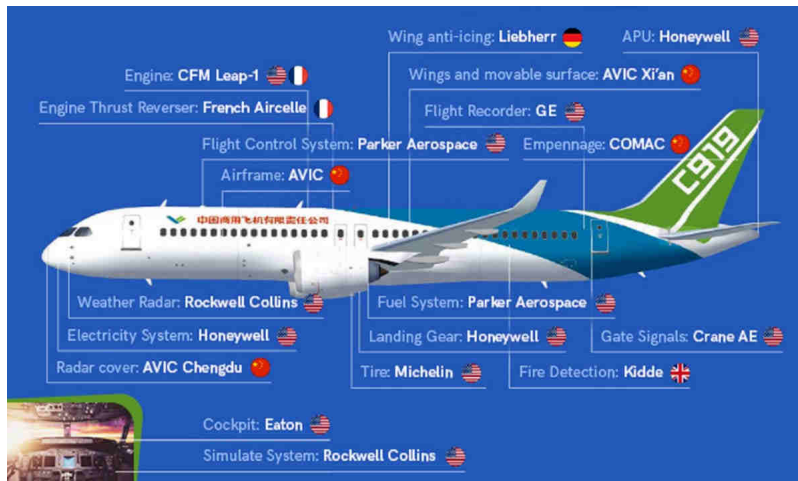 Wing anti-icing: Liebherr
APU: Honeywell
Engine: CFM Leap-1
Wings and movable surface: AVIC Xi'an
Engine Thrust Reverser: French Aircelle
Flight Recorder: GE
Flight Control System: Parker Aerospace
Empennage: COMAC
Airframe: AVIC
C919
中国商用飞机有限责任公司
Weather Radar: Rockwell Collins
Fuel System: Parker Aerospace
Electricity System: Honeywell
Landing Gear: Honeywell
Gate Signals: Crane AE
Radar cover: AVIC Chengdu
Tire: Michelin
Fire Detection: Kidde
Cockpit: Eaton
Simulate System: Rockwell Collins